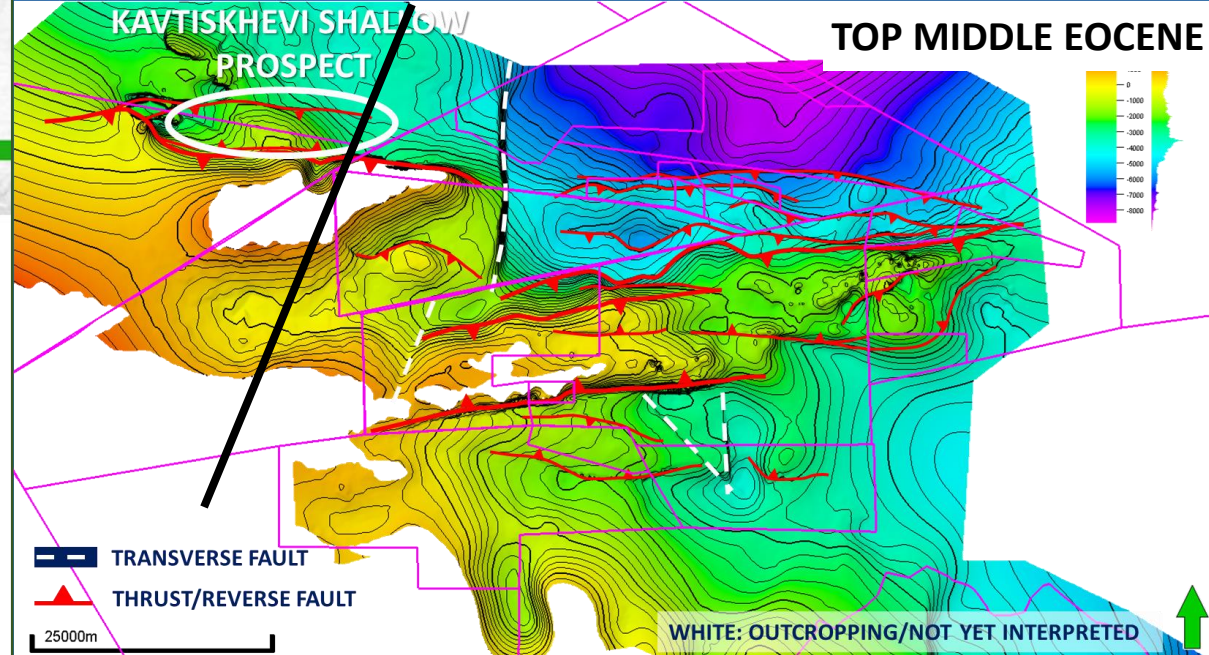 KAVTISKHEVI SHALLOW
PROSPECT
TOP MIDDLE EOCENE
0
-1000
-2000
-3000
-4000
-5000
-6000
-7000
-8000
TRANSVERSE FAULT
THRUST/REVERSE FAULT
25000m
WHITE: OUTCROPPING/NOT YET INTERPRETED